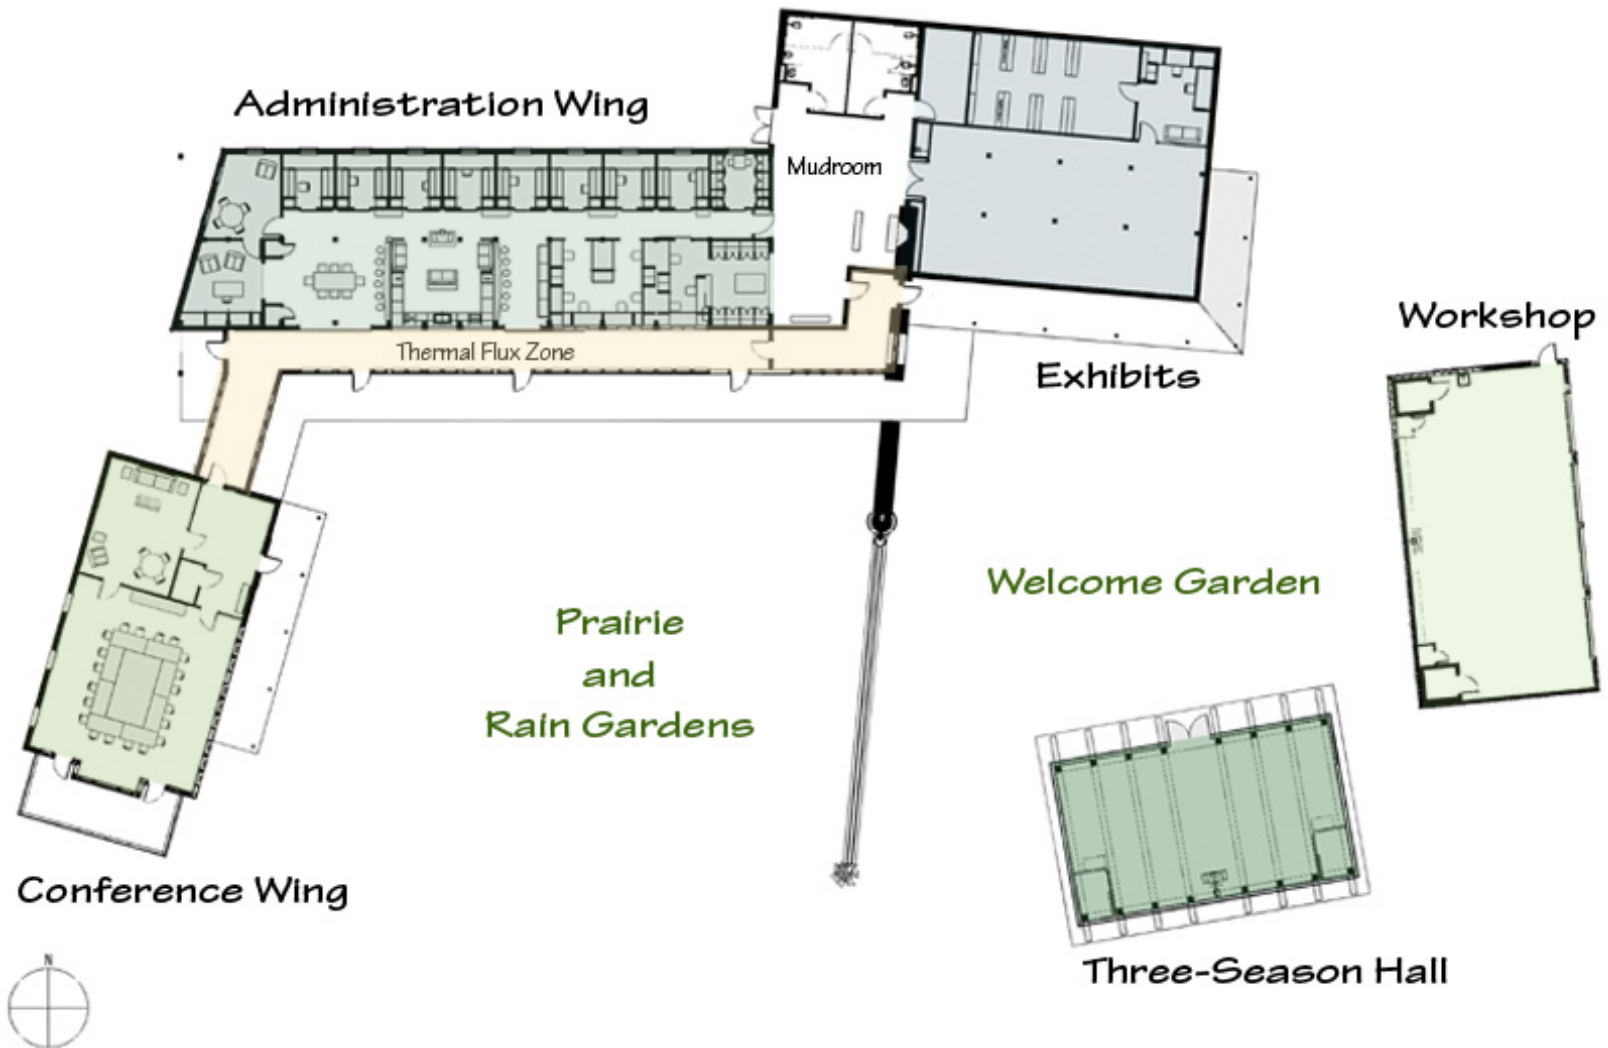 Administration Wing
Mudroom
Thermal Flux Zone
Exhibits
Workshop
Welcome Garden
Prairie
and
Rain Gardens
Conference Wing
Three-Season Hall
N